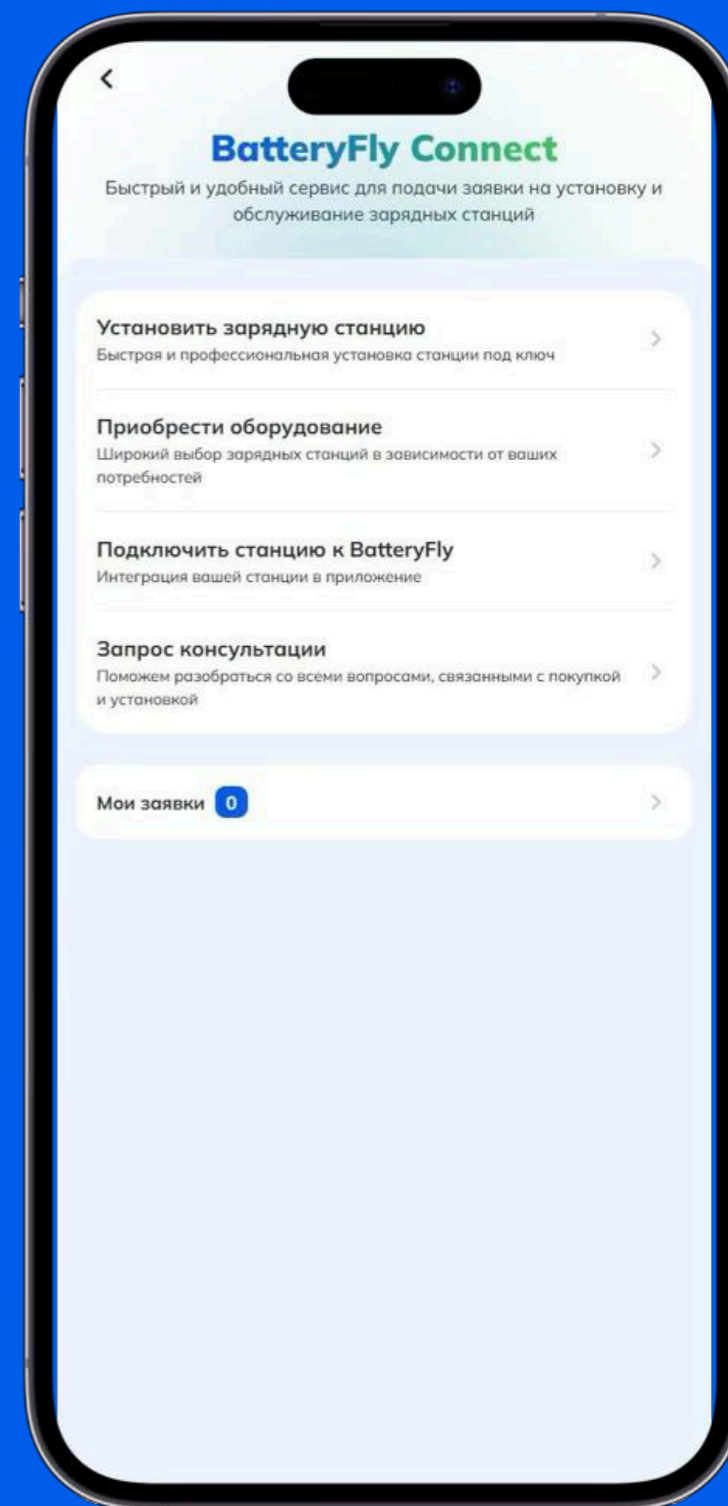 BatteryFly Connect
Быстрый и удобный сервис для подачи заявки на установку и
обслуживание зарядных станций
Установить зарядную станцию
Быстрая и профессиональная установка станции под ключ
Приобрести оборудование
Широкий выбор зарядных станций в зависимости от ваших
потребностей
Подключить станцию к BatteryFly
Интеграция вашей станции в приложение
Запрос консультации
Поможем разобраться со всеми вопросами, связанными с покупкой
и установкой
Мои заявки 0